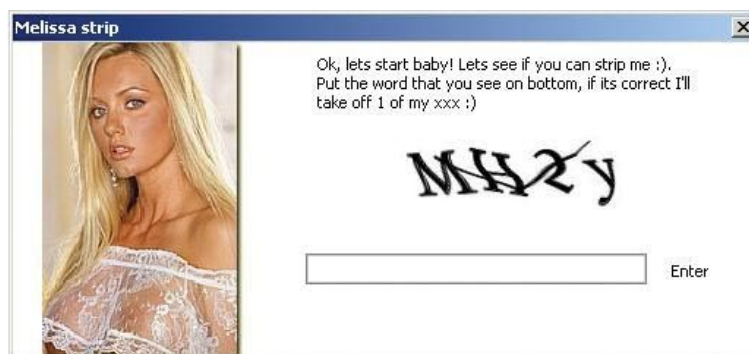 Melissa strip
Ok, lets start baby! Lets see if you can strip me :).
Put the word that you see on bottom, if its correct I'll
take off 1 of my xxx :)
Enter